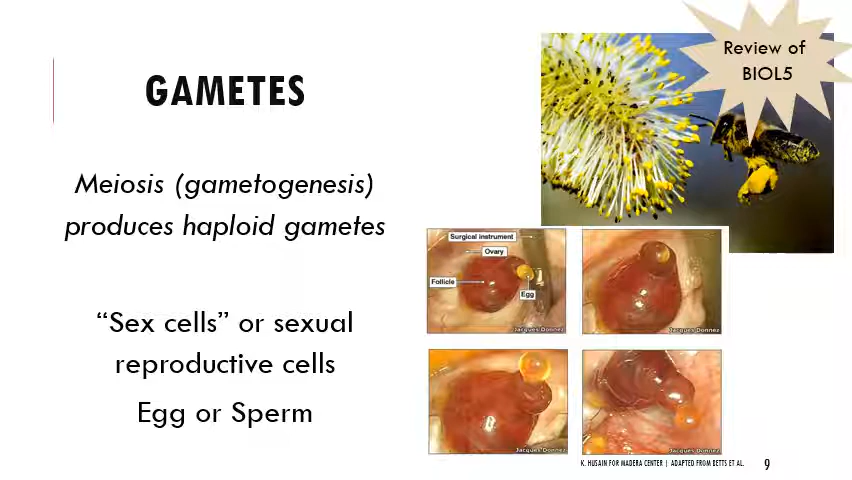 Review of
BIOL5
GAMETES
Meiosis (gametogenesis)
produces haploid gametes
“Sex cells” or sexual
reproductive cells
Egg or Sperm
Surgical instrument
Ovary
Follicle
Egg
Jacques Donnez
Jacques Donnez
Jacques Donnez
Jacques Donnez
K. HUSAIN FOR MADERA CENTER | ADAPTED FROM BETTS ET AL.
9